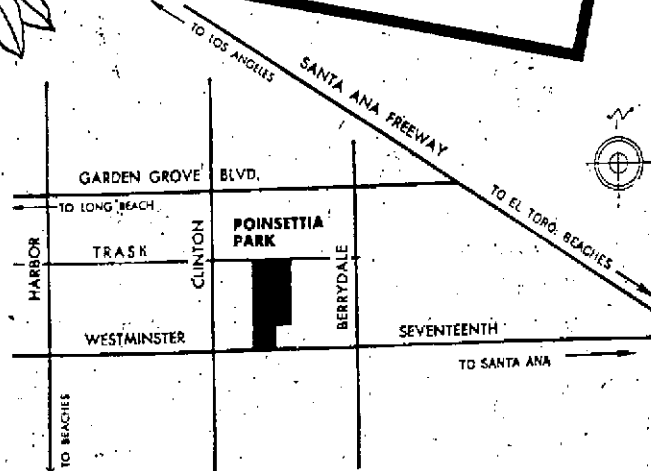 TO LOS ANGELES
SANTA ANA FREEWAY
N
GARDEN GROVE BLVD.
TO LONG BEACH
TO EL TORO, BEACHES
POINSETTIA
PARK
HARBOR
TRASK
CLINTON
BERRYDALE
WESTMINSTER
SEVENTEENTH
TO SANTA ANA
TO BEACHES